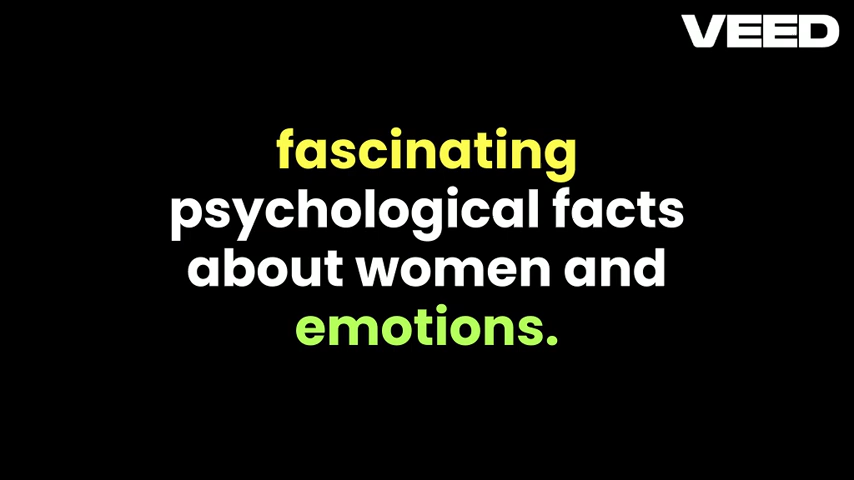 VEED
fascinating
psychological facts
about women and
emotions.